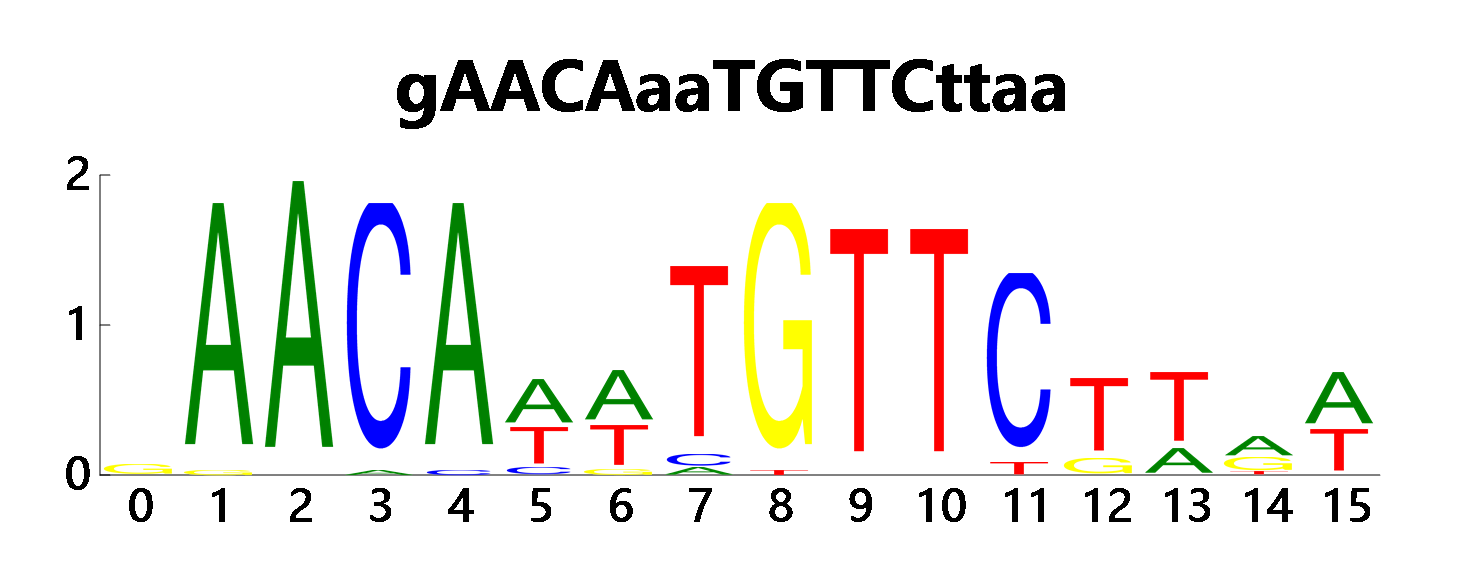 gAACAaaTGTTCttaa
2
1
0
G A A C A A A T G T T C T T A A
G A C T T C T T G A G T
C G A T
0 1 2 3 4 5 6 7 8 9 10 11 12 13 14 15